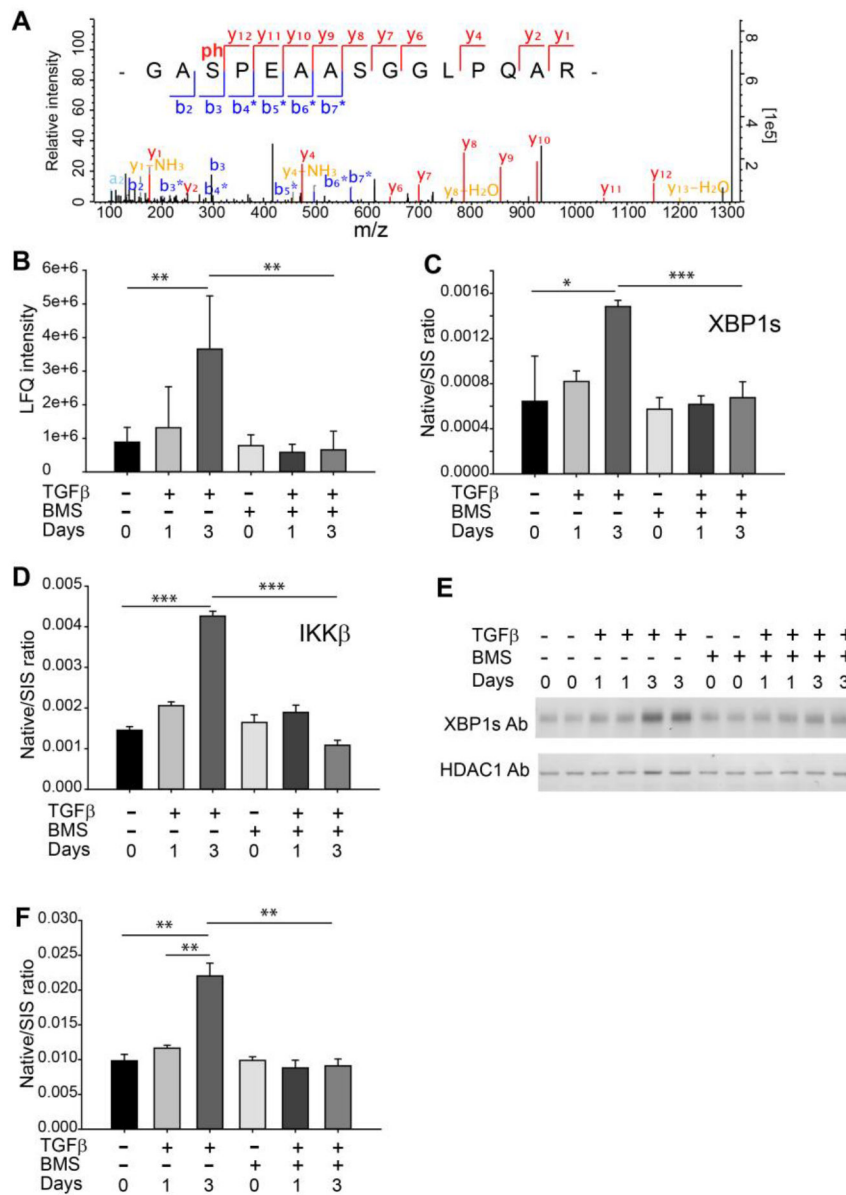 A
Relative intensity
100
80
60
40
20
0
ph y12 y11 y10 y9 y8 y7 y6 y4 y2 y1
- G A S P E A A S G G L P Q A R -
b2 b3 b4* b5* b6* b7*
8
6
4
2
0
[1e5]
a2 b2 y1-NH3 y1 b3* y2 b3 b4* b5* y4-NH3 y4 b6* b7* y6 y7 y8-H2O y8 y9 y10 y11 y12 y13-H2O
100 200 300 400 500 600 700 800 900 1000 1100 1200 1300
m/z
B
LFQ intensity
6e+6
5e+6
4e+6
3e+6
2e+6
1e+6
0
** **
TGFβ - + + - + +
BMS - - - + + +
Days 0 1 3 0 1 3
C
Native/SIS ratio
0.0016
0.0012
0.0008
0.0004
0.0000
* ***
XBP1s
TGFβ - + + - + +
BMS - - - + + +
Days 0 1 3 0 1 3
D
Native/SIS ratio
0.005
0.004
0.003
0.002
0.001
0.000
*** ***
IKKβ
TGFβ - + + - + +
BMS - - - + + +
Days 0 1 3 0 1 3
E
TGFβ - - + + + + - - + + + +
BMS - - - - - - + + + + + +
Days 0 0 1 1 3 3 0 0 1 1 3 3
XBP1s Ab
HDAC1 Ab
F
Native/SIS ratio
0.030
0.025
0.020
0.015
0.010
0.005
0.000
** **
**
TGFβ - + + - + +
BMS - - - + + +
Days 0 1 3 0 1 3